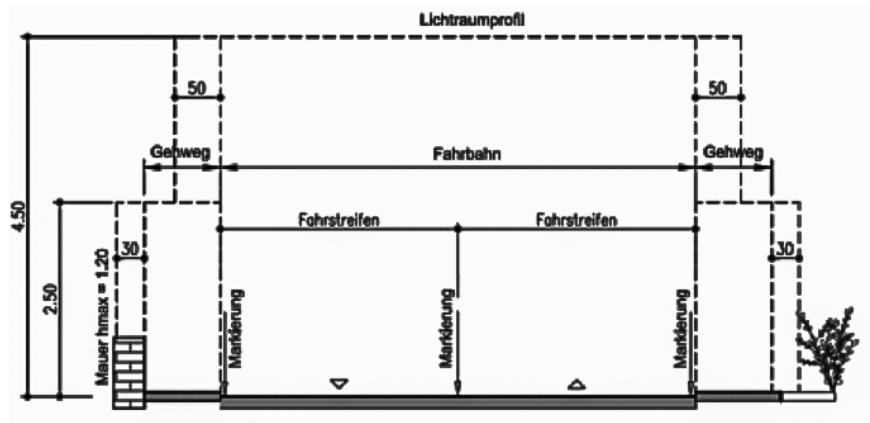 Lichtraumprofil
50
50
Gehweg
Fahrbahn
Gehweg
4.50
Fahrstreifen
Fahrstreifen
30
30
2.50
Mauer hmax = 1.20
Markierung
Markierung
Markierung